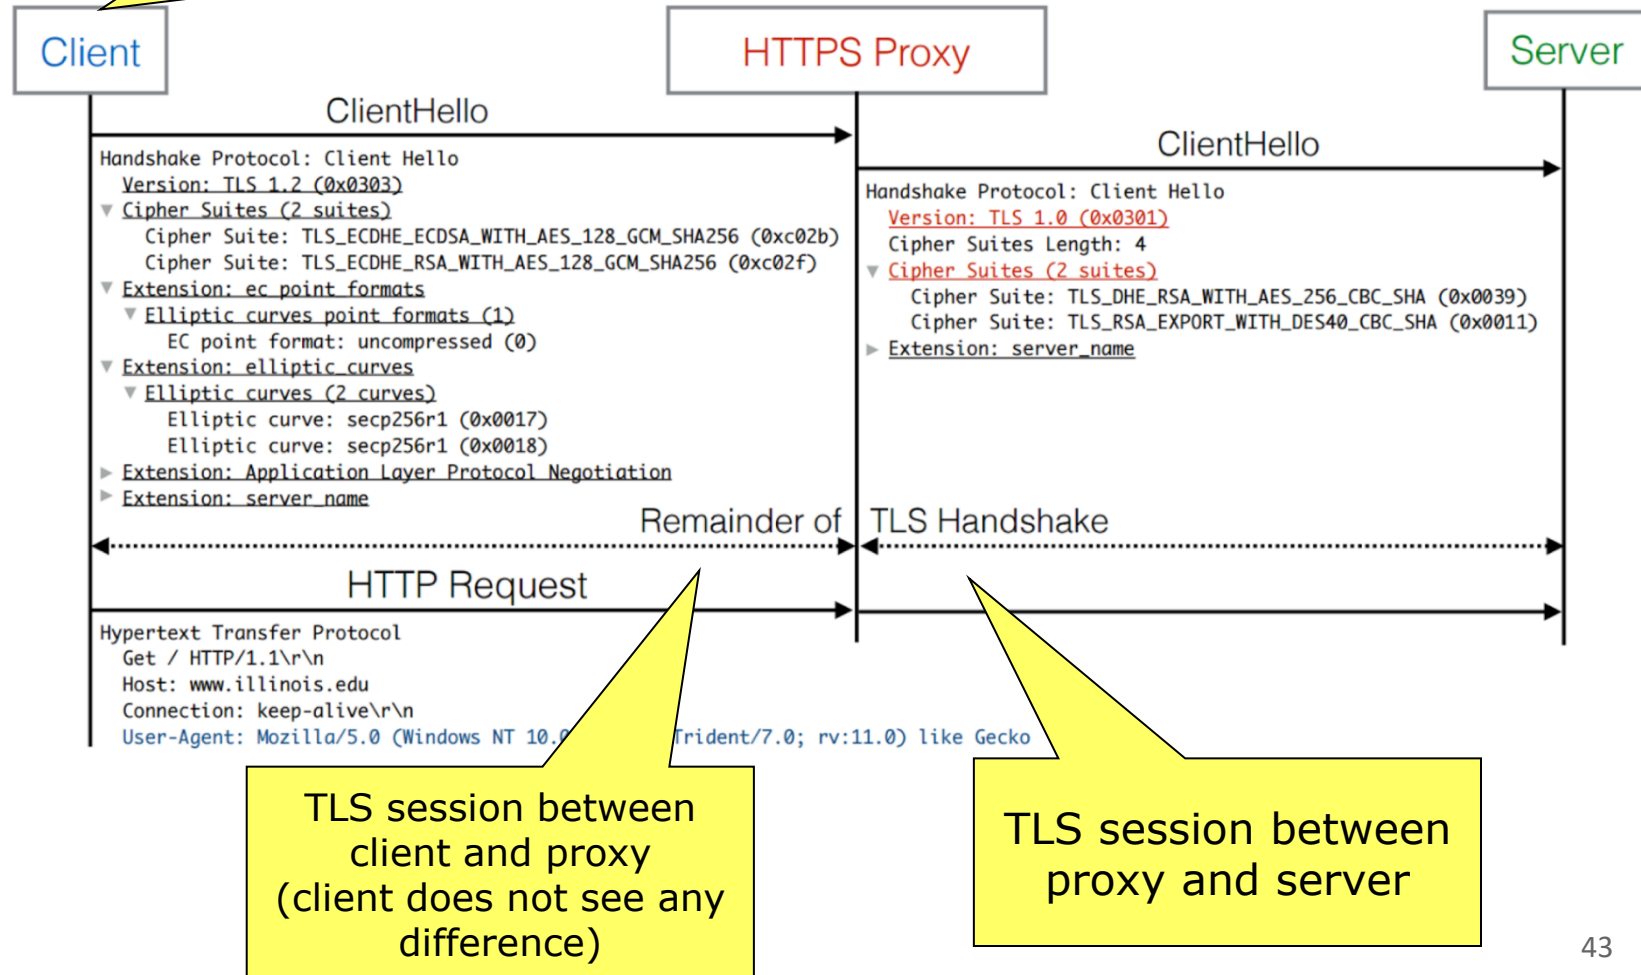 Client
HTTPS Proxy
Server
ClientHello
Handshake Protocol: Client Hello
Version: TLS 1.2 (0x0303)
Cipher Suites (2 suites)
Cipher Suite: TLS_ECDHE_ECDSA_WITH_AES_128_GCM_SHA256 (0xc02b)
Cipher Suite: TLS_ECDHE_RSA_WITH_AES_128_GCM_SHA256 (0xc02f)
Extension: ec_point_formats
Elliptic curves point formats (1)
EC point format: uncompressed (0)
Extension: elliptic_curves
Elliptic curves (2 curves)
Elliptic curve: secp256r1 (0x0017)
Elliptic curve: secp256r1 (0x0018)
Extension: Application Layer Protocol Negotiation
Extension: server_name
ClientHello
Handshake Protocol: Client Hello
Version: TLS 1.0 (0x0301)
Cipher Suites Length: 4
Cipher Suites (2 suites)
Cipher Suite: TLS_DHE_RSA_WITH_AES_256_CBC_SHA (0x0039)
Cipher Suite: TLS_RSA_EXPORT_WITH_DES40_CBC_SHA (0x0011)
Extension: server_name
Remainder of TLS Handshake
HTTP Request
Hypertext Transfer Protocol
Get / HTTP/1.1\r\n
Host: www.illinois.edu
Connection: keep-alive\r\n
User-Agent: Mozilla/5.0 (Windows NT 10.0 Trident/7.0; rv:11.0) like Gecko
TLS session between
client and proxy
(client does not see any
difference)
TLS session between
proxy and server
43